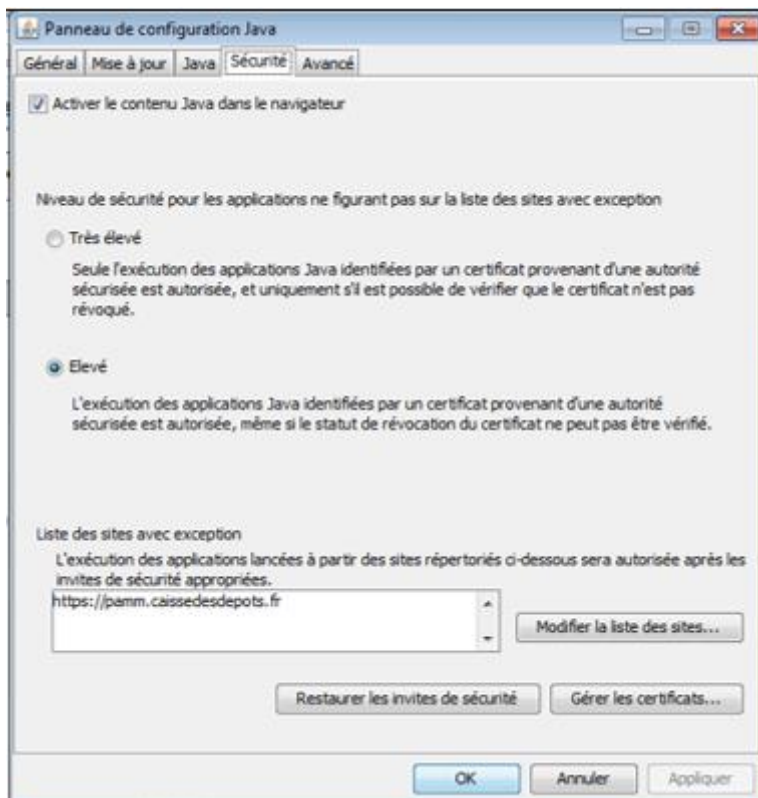 Panneau de configuration Java
Général Mise à jour Java Sécurité Avancé
Activer le contenu Java dans le navigateur
Niveau de sécurité pour les applications ne figurant pas sur la liste des sites avec exception
Très élevé
Seule l'exécution des applications Java identifiées par un certificat provenant d'une autorité
sécurisée est autorisée, et uniquement s'il est possible de vérifier que le certificat n'est pas
révoqué.
Elevé
L'exécution des applications Java identifiées par un certificat provenant d'une autorité
sécurisée est autorisée, même si le statut de révocation du certificat ne peut pas être vérifié.
Liste des sites avec exception
L'exécution des applications lancées à partir des sites répertoriés ci-dessous sera autorisée après les
invites de sécurité appropriées.
https://pamm.caissedesdepots.fr
Modifier la liste des sites...
Restaurer les invites de sécurité Gérer les certificats...
OK Annuler Appliquer